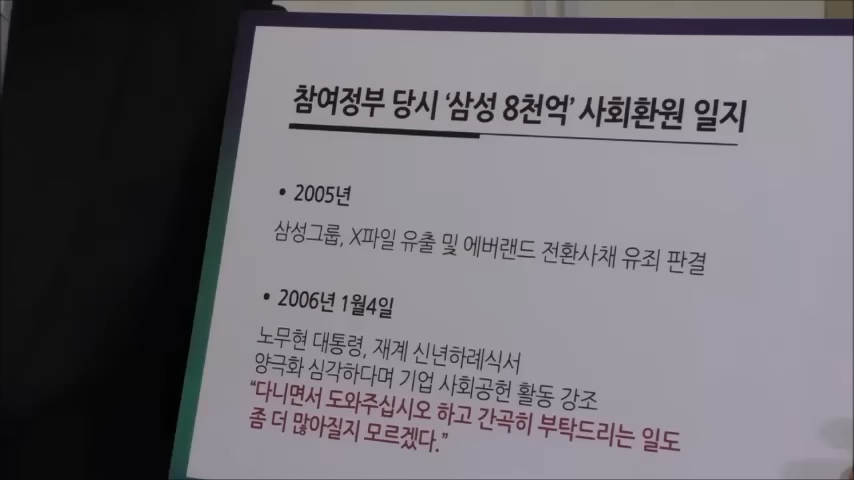 참여정부 당시 ‘삼성 8천억’ 사회환원 일지
• 2005년
삼성그룹, X파일 유출 및 에버랜드 전환사채 유죄 판결
• 2006년 1월4일
노무현 대통령, 재계 신년하례식서
양극화 심각하다며 기업 사회공헌 활동 강조
“다니면서 도와주십시오 하고 간곡히 부탁드리는 일도
좀 더 많아질지 모르겠다.”